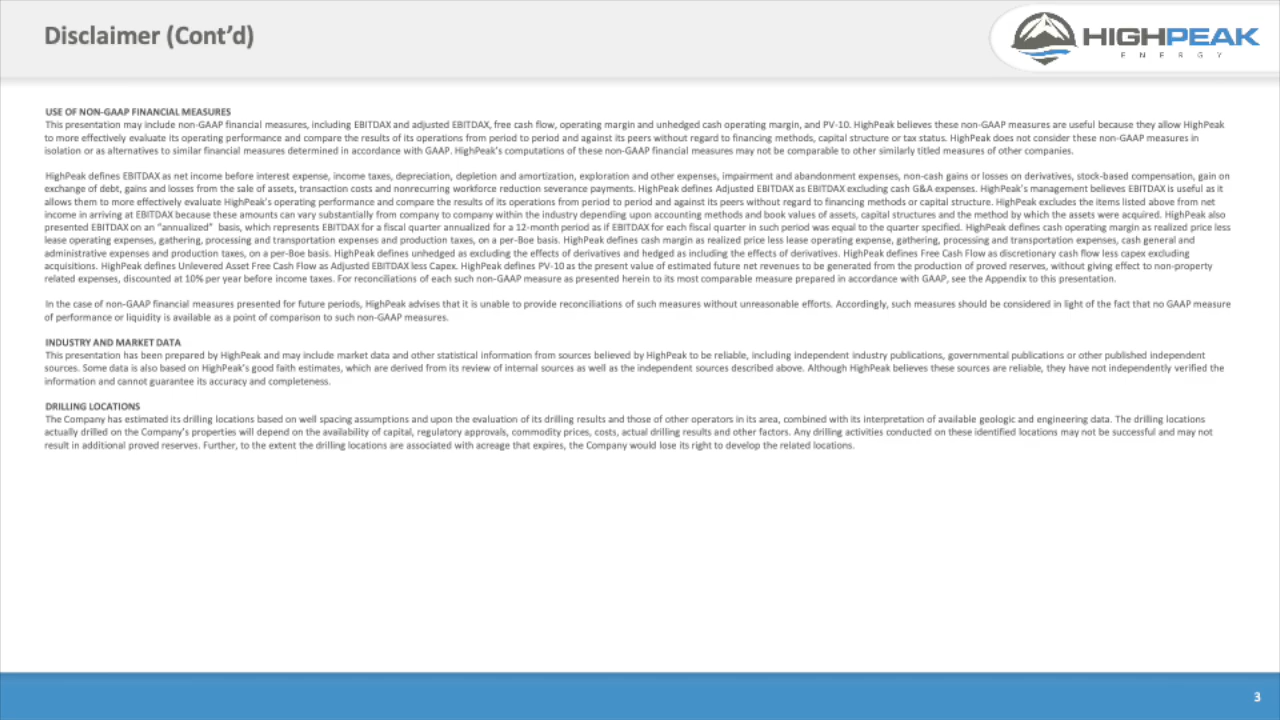 Disclaimer (Cont’d)
HIGHPEAK
ENERGY
USE OF NON-GAAP FINANCIAL MEASURES
This presentation may include non-GAAP financial measures, including EBITDAX and adjusted EBITDAX, free cash flow, operating margin and unhedged cash operating margin, and PV-10. HighPeak believes these non-GAAP measures are useful because they allow HighPeak
to more effectively evaluate its operating performance and compare the results of its operations from period to period and against its peers without regard to financing methods, capital structure or tax status. HighPeak does not consider these non-GAAP measures in
isolation or as alternatives to similar financial measures determined in accordance with GAAP. HighPeak’s computations of these non-GAAP financial measures may not be comparable to other similarly titled measures of other companies.
HighPeak defines EBITDAX as net income before interest expense, income taxes, depreciation, depletion and amortization, exploration and other expenses, impairment and abandonment expenses, non-cash gains or losses on derivatives, stock-based compensation, gain on
exchange of debt, gains and losses from the sale of assets, transaction costs and nonrecurring workforce reduction severance payments. HighPeak defines Adjusted EBITDAX as EBITDAX excluding cash G&A expenses. HighPeak’s management believes EBITDAX is useful as it
allows them to more effectively evaluate HighPeak’s operating performance and compare the results of its operations from period to period and against its peers without regard to financing methods or capital structure. HighPeak excludes the items listed above from net
income in arriving at EBITDAX because these amounts can vary substantially from company to company within the industry depending upon accounting methods and book values of assets, capital structures and the method by which the assets were acquired. HighPeak also
presented EBITDAX on an “annualized” basis, which represents EBITDAX for a fiscal quarter annualized for a 12-month period as if EBITDAX for each fiscal quarter in such period was equal to the quarter specified. HighPeak defines cash operating margin as realized price less
lease operating expenses, gathering, processing and transportation expenses and production taxes, on a per-Boe basis. HighPeak defines cash margin as realized price less lease operating expense, gathering, processing and transportation expenses, cash general and
administrative expenses and production taxes, on a per-Boe basis. HighPeak defines unhedged as excluding the effects of derivatives and hedged as including the effects of derivatives. HighPeak defines Free Cash Flow as discretionary cash flow less capex excluding
acquisitions. HighPeak defines Unlevered Asset Free Cash Flow as Adjusted EBITDAX less Capex. HighPeak defines PV-10 as the present value of estimated future net revenues to be generated from the production of proved reserves, without giving effect to non-property
related expenses, discounted at 10% per year before income taxes. For reconciliations of each such non-GAAP measure as presented herein to its most comparable measure prepared in accordance with GAAP, see the Appendix to this presentation.
In the case of non-GAAP financial measures presented for future periods, HighPeak advises that it is unable to provide reconciliations of such measures without unreasonable efforts. Accordingly, such measures should be considered in light of the fact that no GAAP measure
of performance or liquidity is available as a point of comparison to such non-GAAP measures.
INDUSTRY AND MARKET DATA
This presentation has been prepared by HighPeak and may include market data and other statistical information from sources believed by HighPeak to be reliable, including independent industry publications, governmental publications or other published independent
sources. Some data is also based on HighPeak’s good faith estimates, which are derived from its review of internal sources as well as the independent sources described above. Although HighPeak believes these sources are reliable, they have not independently verified the
information and cannot guarantee its accuracy and completeness.
DRILLING LOCATIONS
The Company has estimated its drilling locations based on well spacing assumptions and upon the evaluation of its drilling results and those of other operators in its area, combined with its interpretation of available geologic and engineering data. The drilling locations
actually drilled on the Company’s properties will depend on the availability of capital, regulatory approvals, commodity prices, costs, actual drilling results and other factors. Any drilling activities conducted on these identified locations may not be successful and may not
result in additional proved reserves. Further, to the extent the drilling locations are associated with acreage that expires, the Company would lose its right to develop the related locations.
3